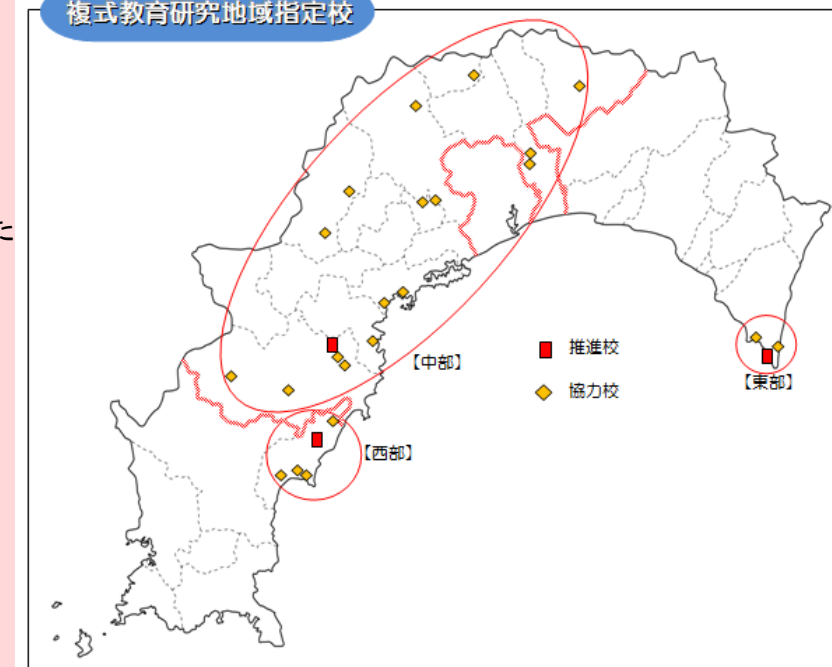 複式教育研究地域指定校
た
推進校
【中部】
【東部】
協力校
【西部】